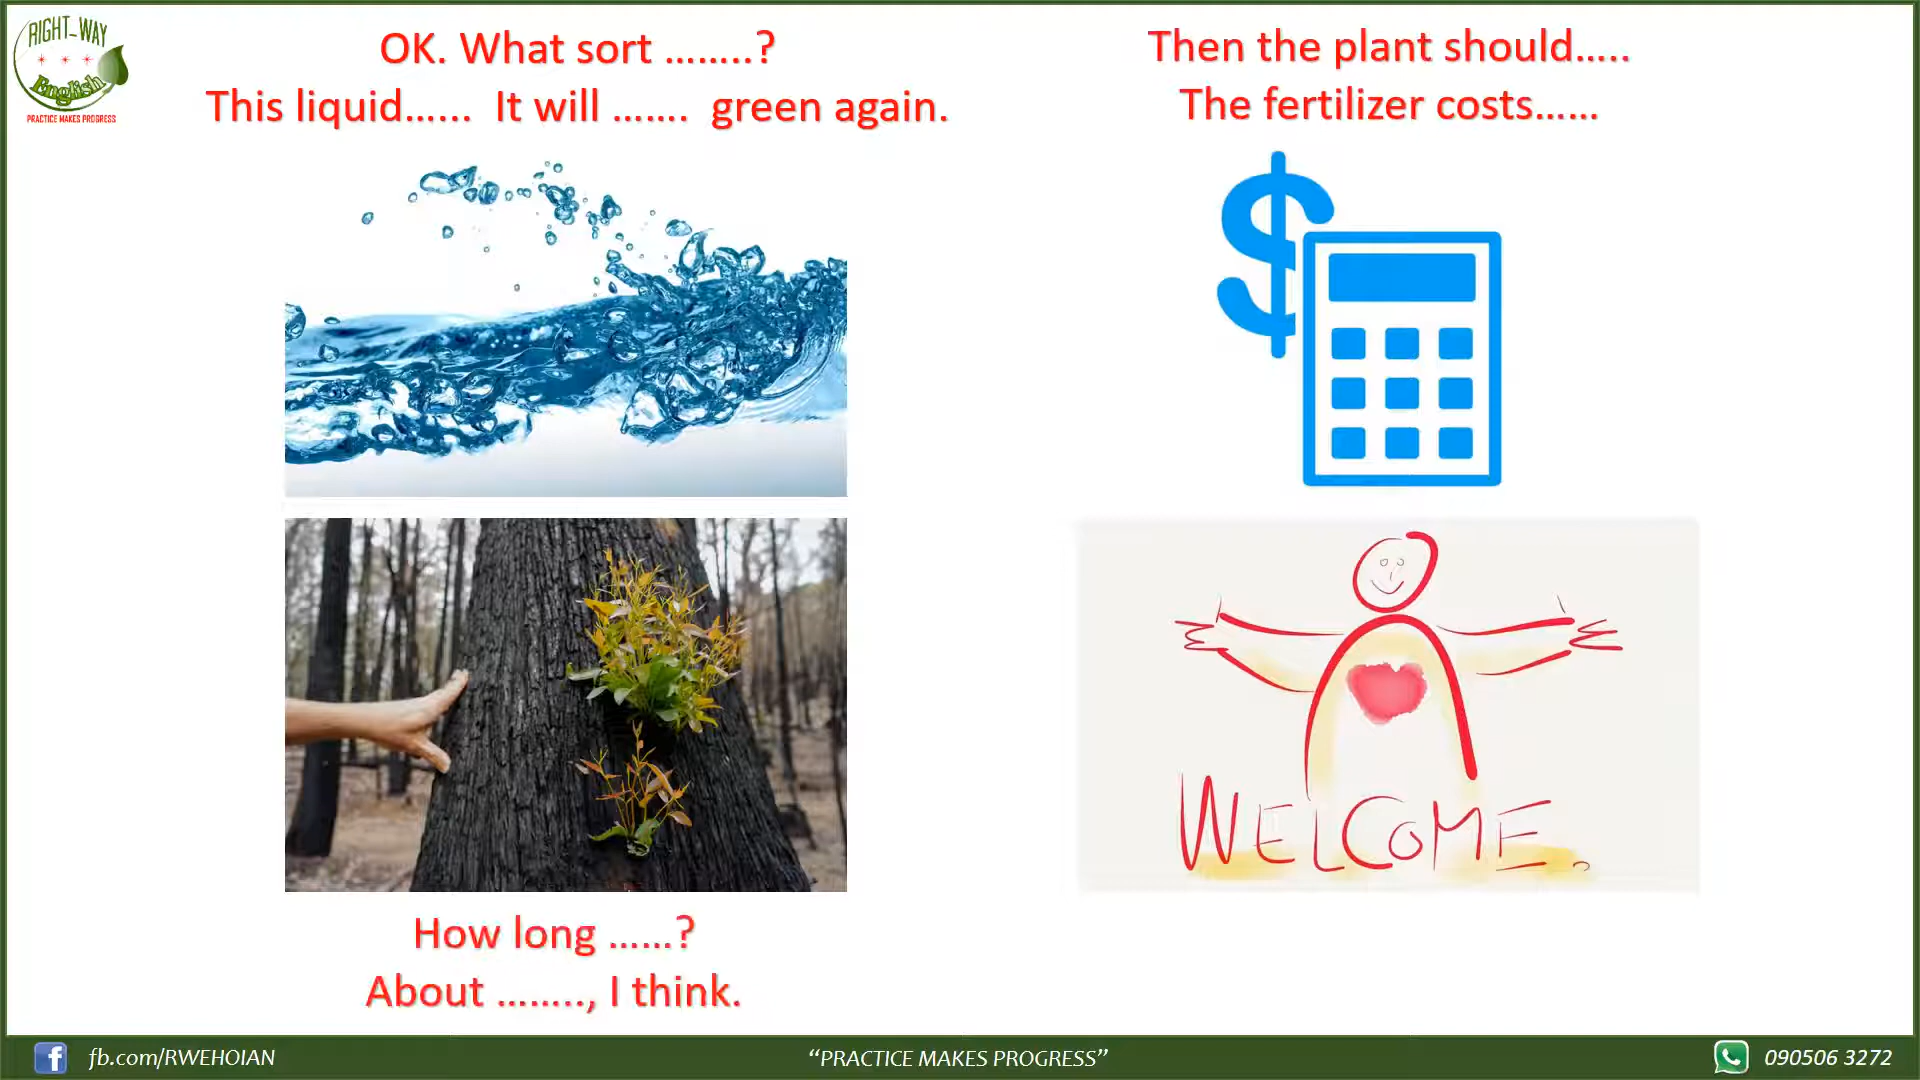 RIGHT_WAY
English
PRACTICE MAKES PROGRESS
OK. What sort ........?
This liquid...... It will ....... green again.
Then the plant should.....
The fertilizer costs......
WELCOME.
How long ......?
About ........, I think.
fb.com/RWEHOIAN
“PRACTICE MAKES PROGRESS”
090506 3272